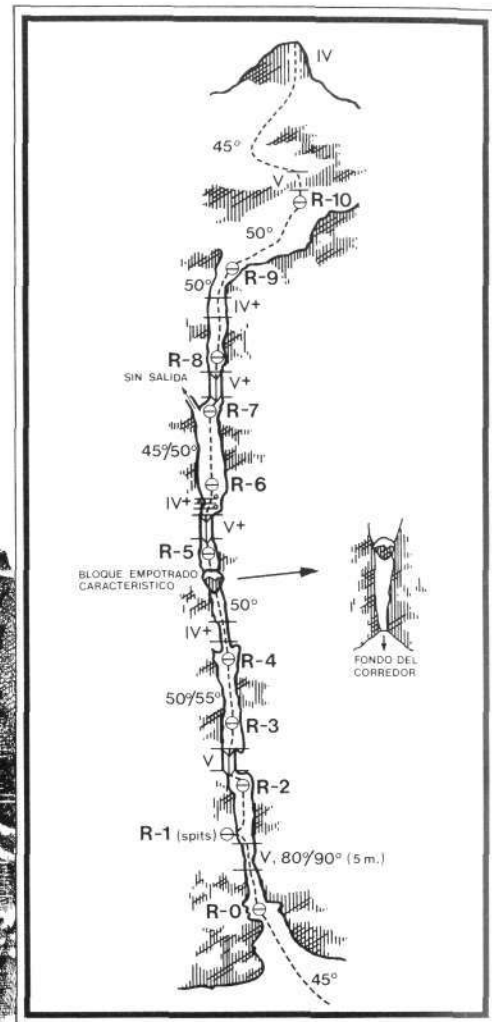 IV
45°
V
R-10
50°
R-9
50°
IV+
R-8
V+
SIN SALIDA
R-7
45°/50°
R-6
IV+
V+
R-5
BLOQUE EMPOTRADO
CARACTERISTICO
50°
FONDO DEL
CORREDOR
IV+
R-4
50°/55°
R-3
V
R-2
R-1 (spits)
V, 80°/90° (5 m.)
R-0
45°